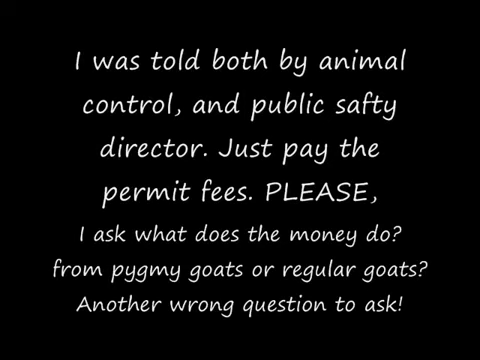 I was told both by animal
control, and public safty
director. Just pay the
permit fees. PLEASE,
I ask what does the money do?
from pygmy goats or regular goats?
Another wrong question to ask!